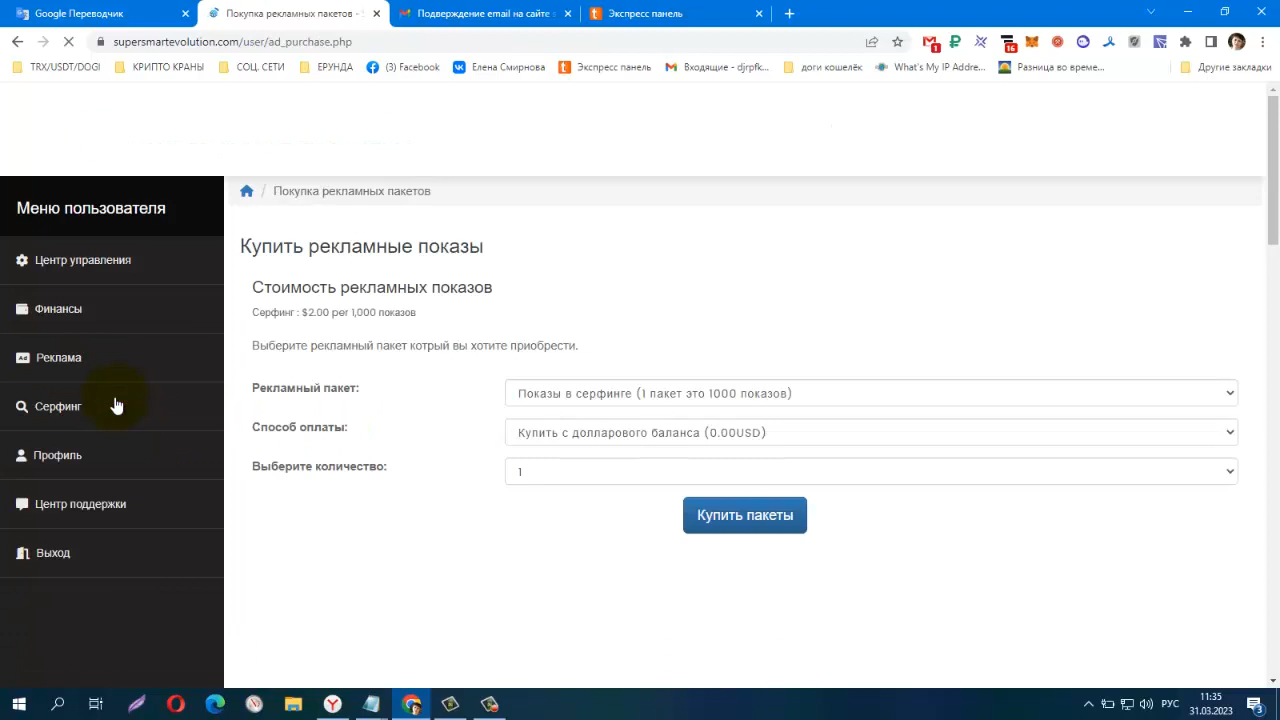 Google Переводчик
Покупка рекламных пакетов -
Подтверждение email на сайте
Экспресс панель
supersmartevolution.com/user/ad_purchase.php
1
16
TRX/USDT/DOGI
КРИПТО КРАНЫ
СОЦ. СЕТИ
ЕРУНДА
(3) Facebook
Елена Смирнова
Экспресс панель
Входящие - djrpfk...
доги кошелёк
What's My IP Addre...
Разница во време...
Другие закладки
Меню пользователя
Центр управления
Финансы
Ad Реклама
Серфинг
Профиль
Центр поддержки
Выход
/ Покупка рекламных пакетов
Купить рекламные показы
Стоимость рекламных показов
Серфинг : $2.00 per 1,000 показов
Выберите рекламный пакет котрый вы хотите приобрести.
Рекламный пакет:
Показы в серфинге (1 пакет это 1000 показов)
Способ оплаты:
Купить с долларового баланса (0.00USD)
Выберите количество:
1
Купить пакеты
РУС
11:35
31.03.2023
3